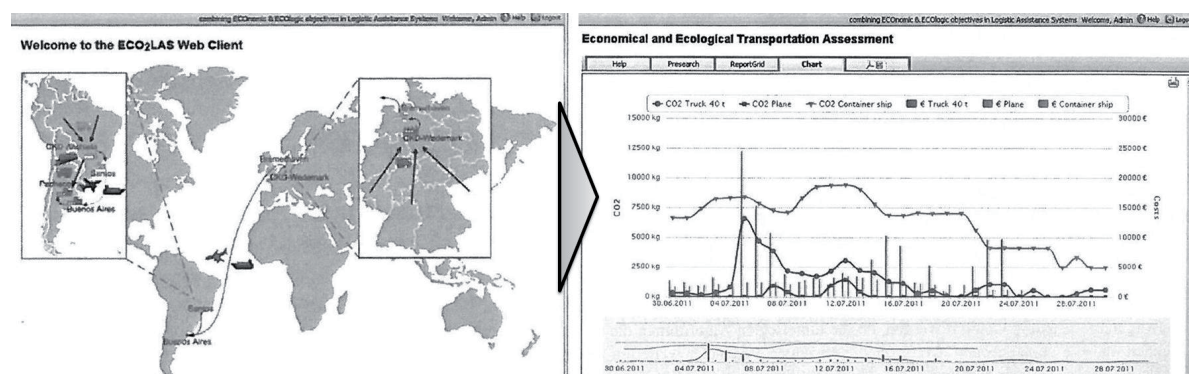 combining ECOnomic & ECOlogic objectives in Logistic Assistance Systems Welcome, Admin Help Logout
Welcome to the ECO2LAS Web Client
Santos
Buenos Aires
Bremerhaven
CKD-Wedemark
CKD-Wedemark
Santos
Buenos Aires
combining ECOnomic & ECOlogic objectives in Logistic Assistance Systems Welcome, Admin Help
Economical and Ecological Transportation Assessment
Help Presearch ReportGrid Chart
CO2 Truck 40 t CO2 Plane CO2 Container ship € Truck 40 t € Plane € Container ship
15000 kg 30000 €
12500 kg 25000 €
10000 kg 20000 €
CO2 Costs
7500 kg 15000 €
5000 kg 10000 €
2500 kg 5000 €
0 kg 0 €
30.06.2011 04.07.2011 08.07.2011 12.07.2011 16.07.2011 20.07.2011 24.07.2011 28.07.2011
30.06.2011 04.07.2011 08.07.2011 12.07.2011 16.07.2011 20.07.2011 24.07.2011 28.07.2011